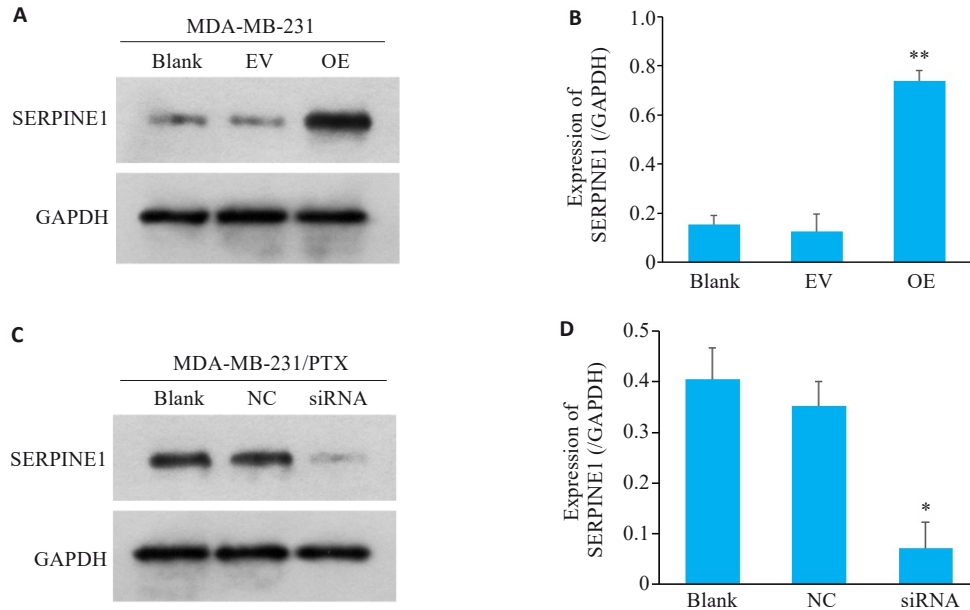 A
MDA-MB-231
Blank EV OE
SERPINE1
GAPDH
B
Expression of
SERPINE1 (/GAPDH)
1.0
0.8
0.6
0.4
0.2
0
**
Blank EV OE
C
MDA-MB-231/PTX
Blank NC siRNA
SERPINE1
GAPDH
D
Expression of
SERPINE1 (/GAPDH)
0.5
0.4
0.3
0.2
0.1
0
*
Blank NC siRNA